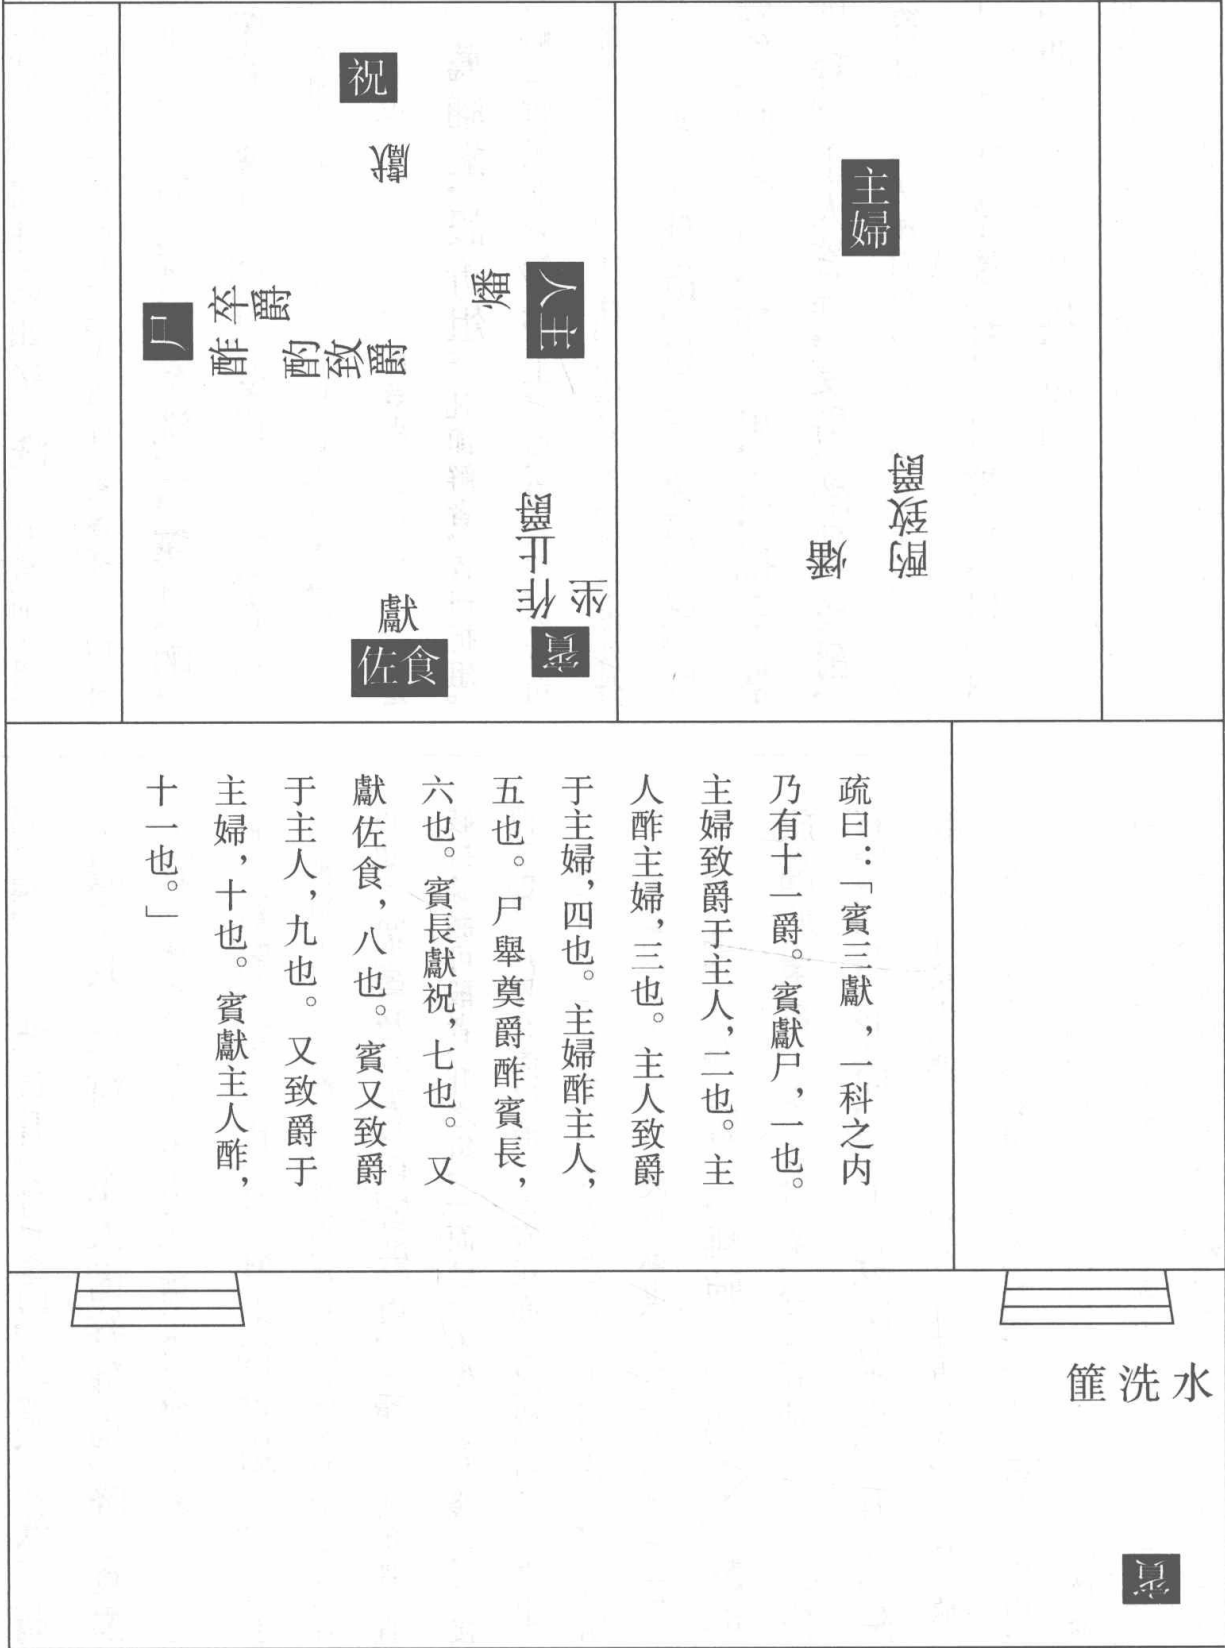 祝
獻
主婦
燔
主人
尸
卒爵
酢
酌致爵
酌致爵
燔
坐
作止爵
賓
獻
佐食
疏曰：「賓三獻，一科之内
乃有十一爵。賓獻尸，一也。
主婦致爵于主人，二也。主
人酢主婦，三也。主人致爵
于主婦，四也。主婦酢主人，
五也。尸舉奠爵酢賓長，
六也。賓長獻祝，七也。又
獻佐食，八也。賓又致爵
于主人，九也。又致爵于
主婦，十也。賓獻主人酢，
十一也。」
篚洗水
賓